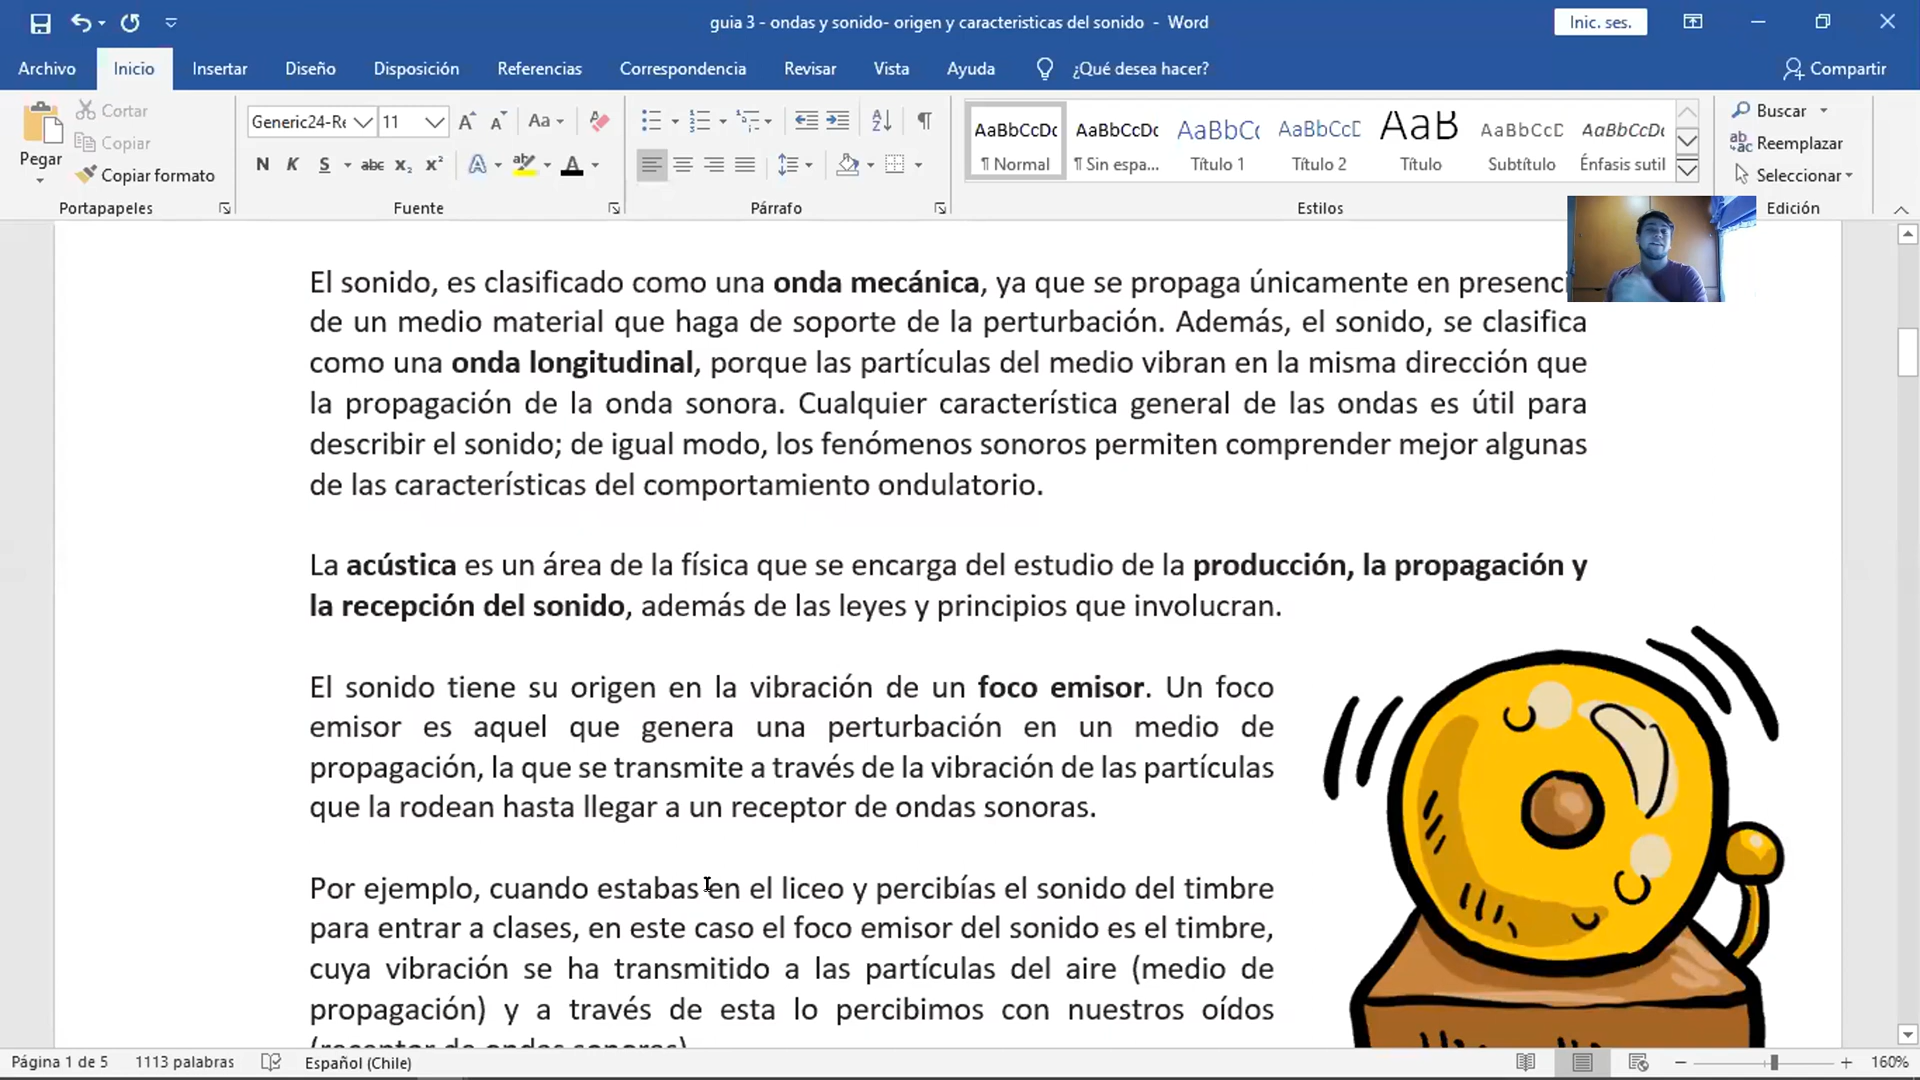 guia 3 - ondas y sonido- origen y caracteristicas del sonido - Word
Inic. ses.
Archivo Inicio Insertar Diseño Disposición Referencias Correspondencia Revisar Vista Ayuda ¿Qué desea hacer? Compartir
Pegar
Cortar
Copiar
Copiar formato
Portapapeles
Generic24-Re 11
Aa
N K S abc x₂ x² A ab A
Fuente
Párrafo
AaBbCcDc AaBbCcDc AaBbCc AaBbCcD AaB AaBbCcD AaBbCcDc
¶ Normal ¶ Sin espa... Título 1 Título 2 Título Subtítulo Énfasis sutil
Estilos
Buscar
Reemplazar
Seleccionar
Edición
El sonido, es clasificado como una onda mecánica, ya que se propaga únicamente en presenci
de un medio material que haga de soporte de la perturbación. Además, el sonido, se clasifica
como una onda longitudinal, porque las partículas del medio vibran en la misma dirección que
la propagación de la onda sonora. Cualquier característica general de las ondas es útil para
describir el sonido; de igual modo, los fenómenos sonoros permiten comprender mejor algunas
de las características del comportamiento ondulatorio.
La acústica es un área de la física que se encarga del estudio de la producción, la propagación y
la recepción del sonido, además de las leyes y principios que involucran.
El sonido tiene su origen en la vibración de un foco emisor. Un foco
emisor es aquel que genera una perturbación en un medio de
propagación, la que se transmite a través de la vibración de las partículas
que la rodean hasta llegar a un receptor de ondas sonoras.
Por ejemplo, cuando estabas en el liceo y percibías el sonido del timbre
para entrar a clases, en este caso el foco emisor del sonido es el timbre,
cuya vibración se ha transmitido a las partículas del aire (medio de
propagación) y a través de esta lo percibimos con nuestros oídos
(receptor de ondas sonoras)
Página 1 de 5 1113 palabras Español (Chile) 160%